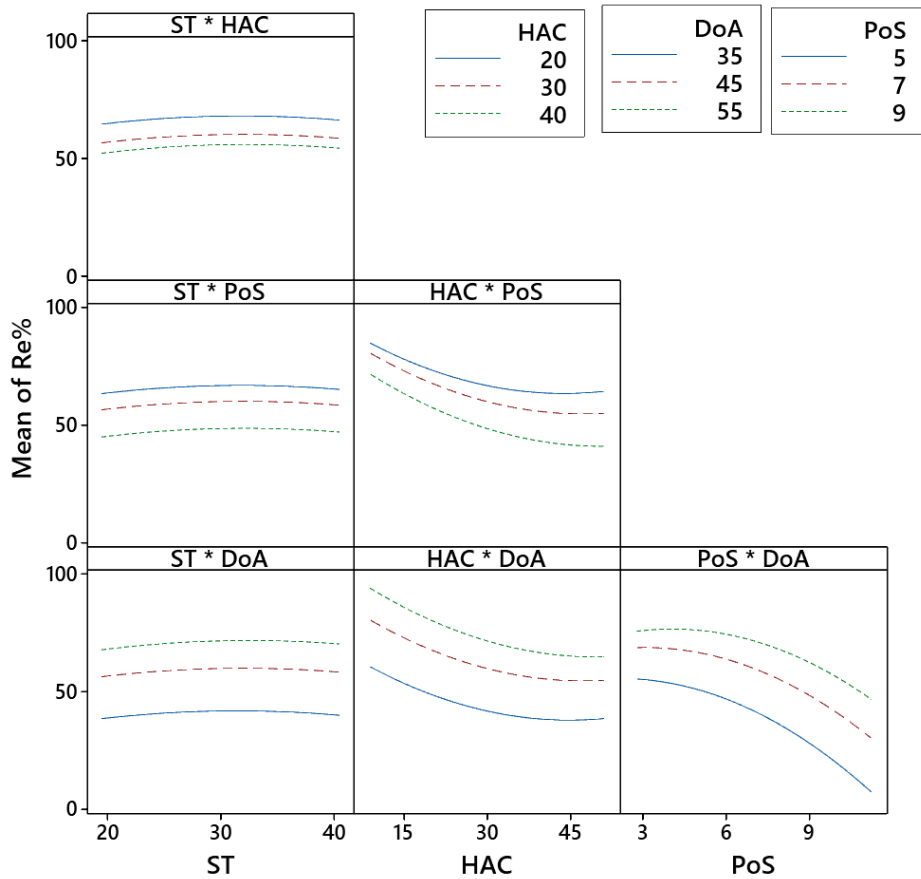 ST * HAC
HAC
20
30
40
DoA
35
45
55
PoS
5
7
9
100
50
0
ST * PoS
HAC * PoS
100
50
0
Mean of Re%
ST * DoA
HAC * DoA
PoS * DoA
100
50
0
20 30 40
15 30 45
3 6 9
ST
HAC
PoS